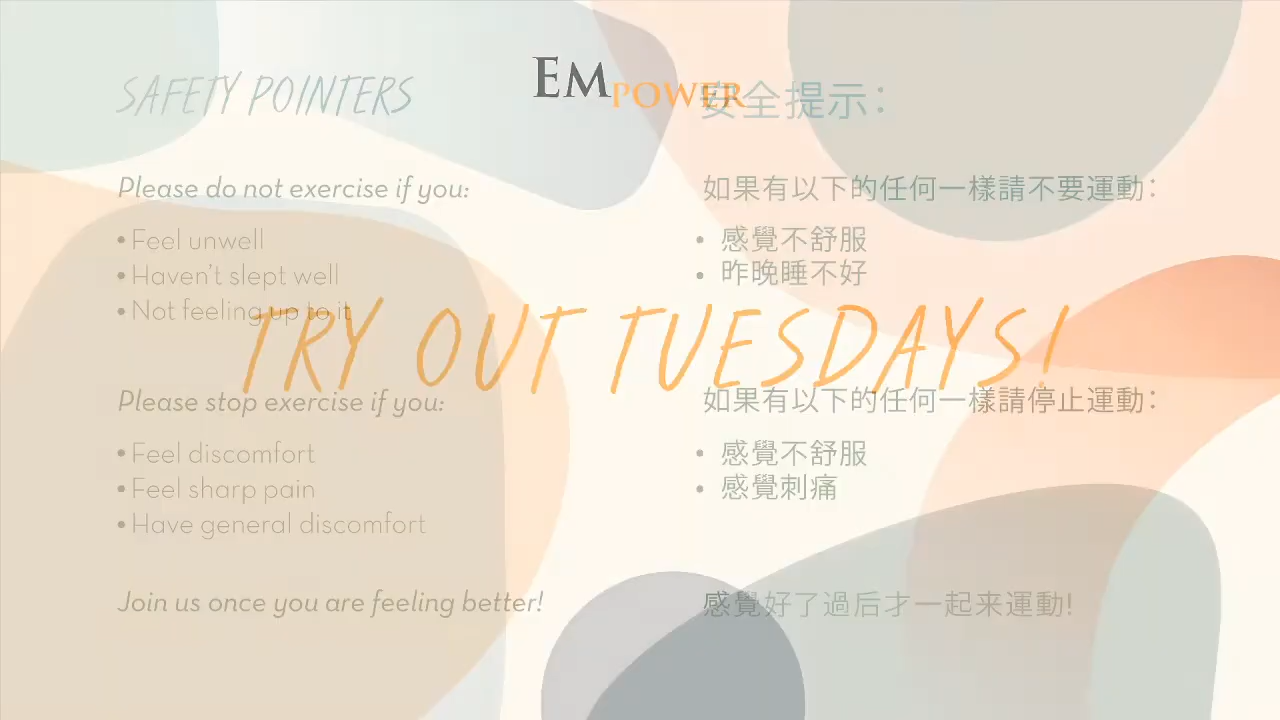 EMPOWER
TRY OUT TUESDAYS!
SAFETY POINTERS
Please do not exercise if you:
• Feel unwell
• Haven't slept well
• Not feeling up to it
Please stop exercise if you:
• Feel discomfort
• Feel sharp pain
• Have general discomfort
Join us once you are feeling better!
安全提示：
如果有以下的任何一樣請不要運動：
• 感覺不舒服
• 昨晚睡不好
如果有以下的任何一樣請停止運動：
• 感覺不舒服
• 感覺刺痛
感覺好了過后才一起来運動!